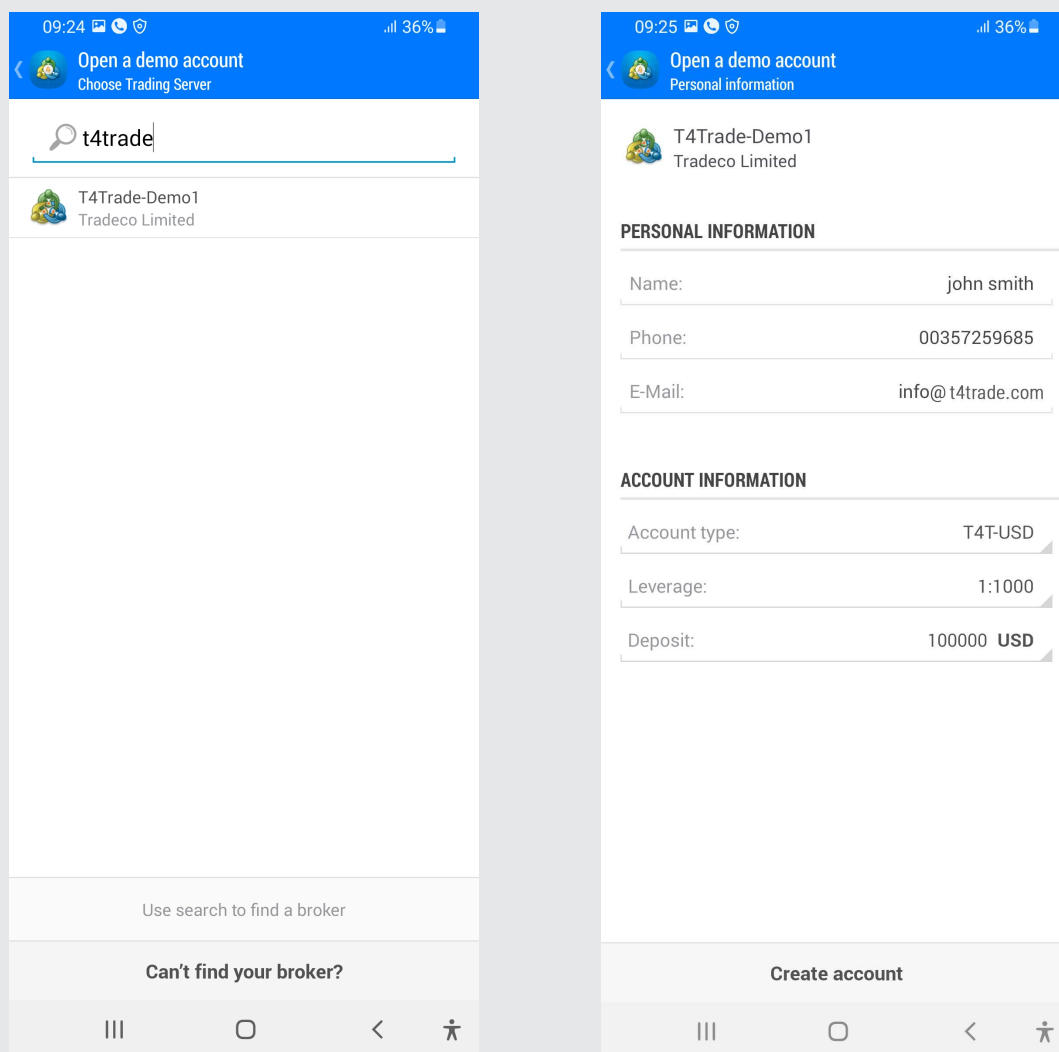 09:24
36%
Open a demo account
Choose Trading Server
t4trade
T4Trade-Demo1
Tradeco Limited
Use search to find a broker
Can't find your broker?
09:25
36%
Open a demo account
Personal information
T4Trade-Demo1
Tradeco Limited
PERSONAL INFORMATION
Name: john smith
Phone: 00357259685
E-Mail: info@ t4trade.com
ACCOUNT INFORMATION
Account type: T4T-USD
Leverage: 1:1000
Deposit: 100000 USD
Create account